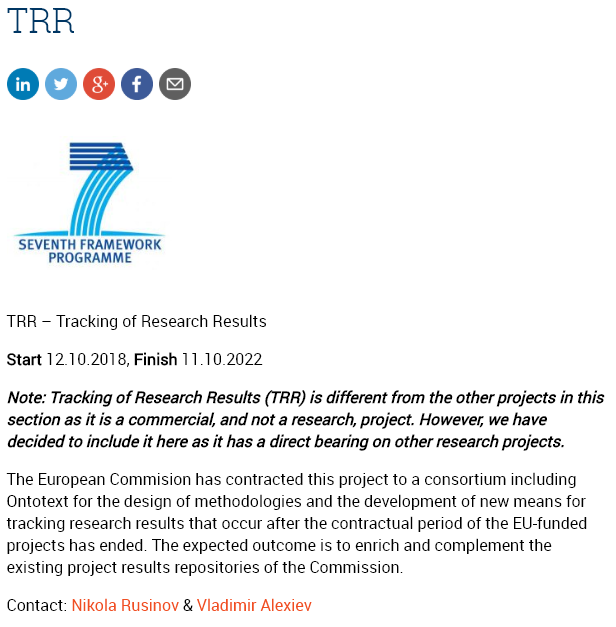 TRR
in g+ f
7
SEVENTH FRAMEWORK
PROGRAMME
TRR – Tracking of Research Results
Start 12.10.2018, Finish 11.10.2022
Note: Tracking of Research Results (TRR) is different from the other projects in this
section as it is a commercial, and not a research, project. However, we have
decided to include it here as it has a direct bearing on other research projects.
The European Commision has contracted this project to a consortium including
Ontotext for the design of methodologies and the development of new means for
tracking research results that occur after the contractual period of the EU-funded
projects has ended. The expected outcome is to enrich and complement the
existing project results repositories of the Commission.
Contact: Nikola Rusinov & Vladimir Alexiev